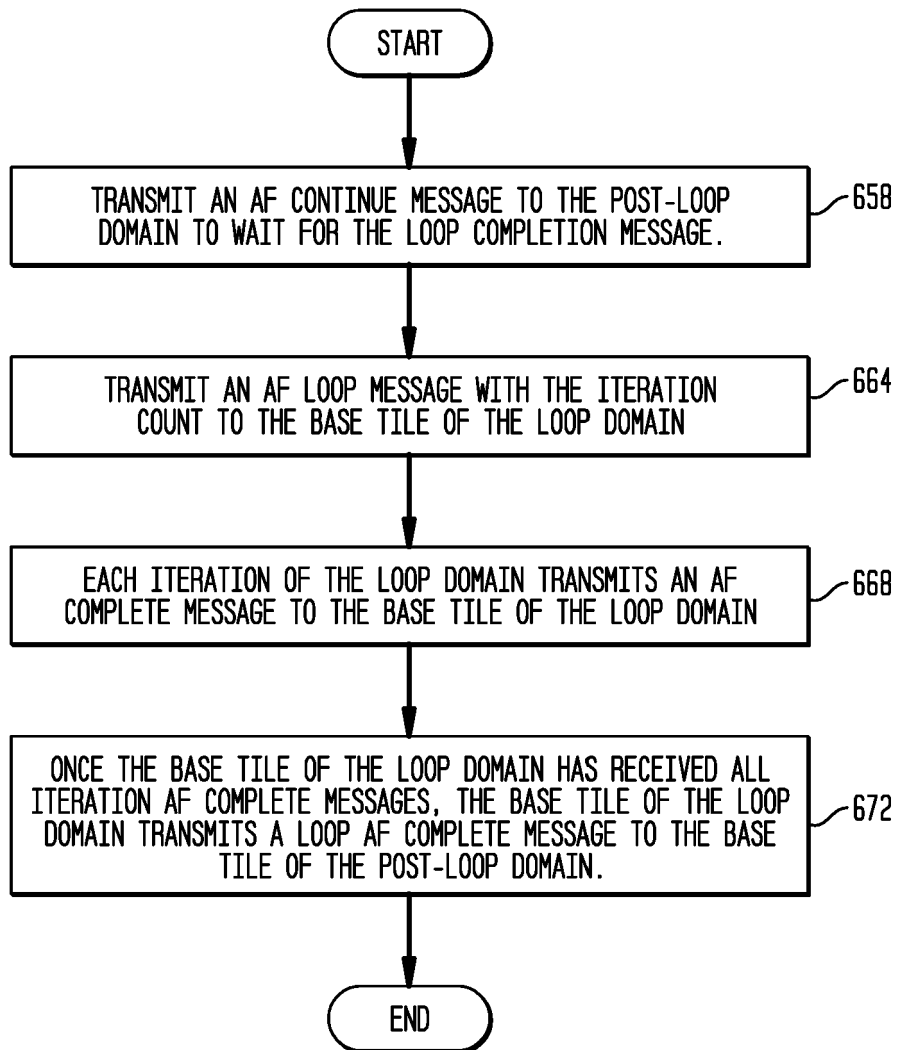 START
TRANSMIT AN AF CONTINUE MESSAGE TO THE POST-LOOP
DOMAIN TO WAIT FOR THE LOOP COMPLETION MESSAGE.
658
TRANSMIT AN AF LOOP MESSAGE WITH THE ITERATION
COUNT TO THE BASE TILE OF THE LOOP DOMAIN
664
EACH ITERATION OF THE LOOP DOMAIN TRANSMITS AN AF
COMPLETE MESSAGE TO THE BASE TILE OF THE LOOP DOMAIN
668
ONCE THE BASE TILE OF THE LOOP DOMAIN HAS RECEIVED ALL
ITERATION AF COMPLETE MESSAGES, THE BASE TILE OF THE LOOP
DOMAIN TRANSMITS A LOOP AF COMPLETE MESSAGE TO THE BASE
TILE OF THE POST-LOOP DOMAIN.
672
END